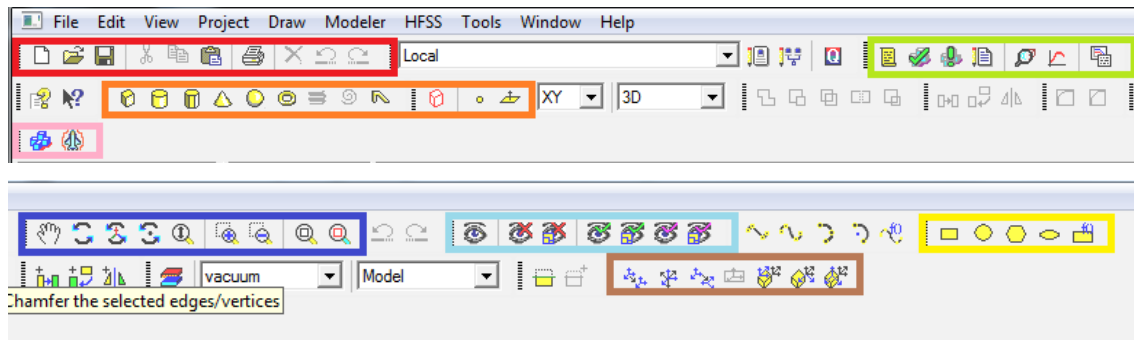 File Edit View Project Draw Modeler HFSS Tools Window Help
Local
XY 3D
vacuum Model
Chamfer the selected edges/vertices